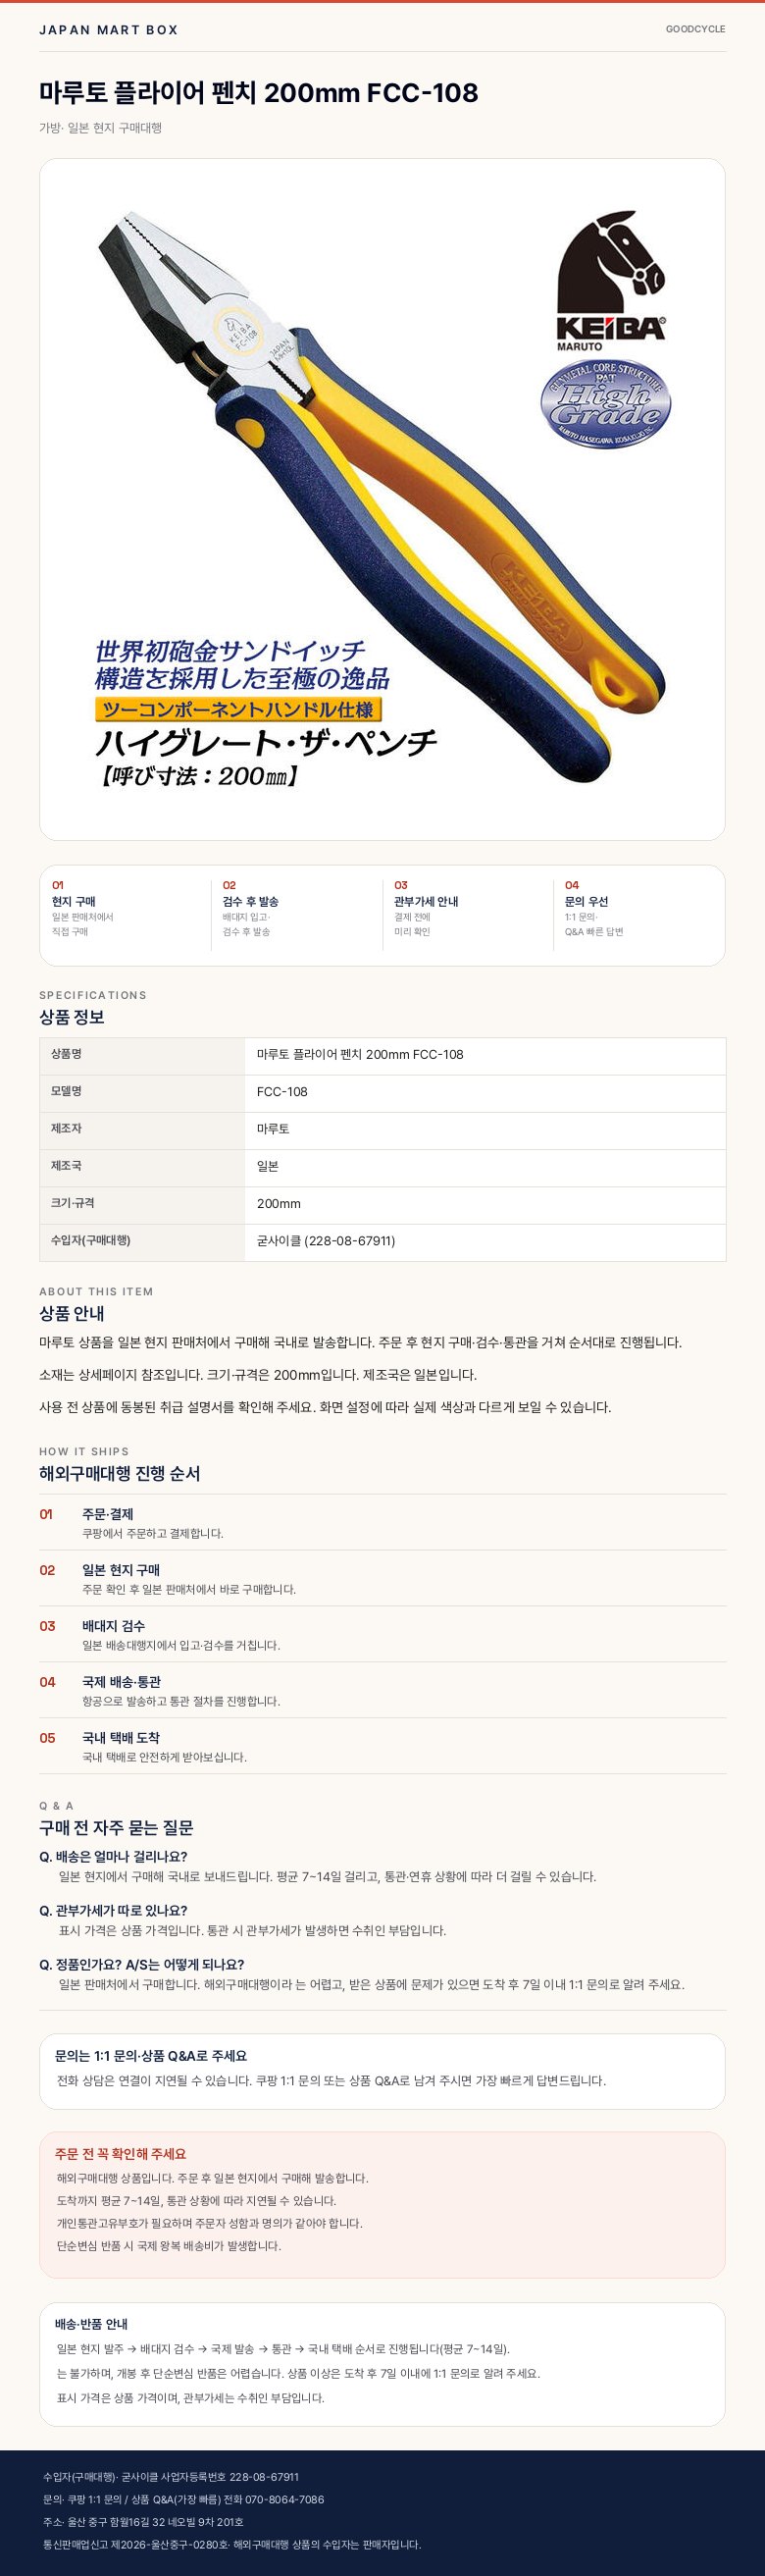 JAPAN MART BOX
GOODCYCLE
마루토 플라이어 펜치 200mm FCC-108
가방· 일본 현지 구매대행
KEIBA
FC-108
JAPAN
KEIBA
MARUTO
GUNMETAL CORE STRUCTURE
PAT
High
Grade
KEIBA
世界初砲金サンドイッチ
構造を採用した至極の逸品
ツーコンポーネントハンドル仕様
ハイグレート・ザ・ペンチ
【呼び寸法：200㎜】
01
현지 구매
일본 판매처에서
직접 구매
02
검수 후 발송
배대지 입고·
검수 후 발송
03
관부가세 안내
결제 전에
미리 확인
04
문의 우선
1:1 문의·
Q&A 빠른 답변
SPECIFICATIONS
상품 정보
상품명 마루토 플라이어 펜치 200mm FCC-108
모델명 FCC-108
제조자 마루토
제조국 일본
크기·규격 200mm
수입자(구매대행) 굳사이클 (228-08-67911)
ABOUT THIS ITEM
상품 안내
마루토 상품을 일본 현지 판매처에서 구매해 국내로 발송합니다. 주문 후 현지 구매·검수·통관을 거쳐 순서대로 진행됩니다.
소재는 상세페이지 참조입니다. 크기·규격은 200mm입니다. 제조국은 일본입니다.
사용 전 상품에 동봉된 취급 설명서를 확인해 주세요. 화면 설정에 따라 실제 색상과 다르게 보일 수 있습니다.
HOW IT SHIPS
해외구매대행 진행 순서
01 주문·결제
쿠팡에서 주문하고 결제합니다.
02 일본 현지 구매
주문 확인 후 일본 판매처에서 바로 구매합니다.
03 배대지 검수
일본 배송대행지에서 입고·검수를 거칩니다.
04 국제 배송·통관
항공으로 발송하고 통관 절차를 진행합니다.
05 국내 택배 도착
국내 택배로 안전하게 받아보십니다.
Q & A
구매 전 자주 묻는 질문
Q. 배송은 얼마나 걸리나요?
일본 현지에서 구매해 국내로 보내드립니다. 평균 7~14일 걸리고, 통관·연휴 상황에 따라 더 걸릴 수 있습니다.
Q. 관부가세가 따로 있나요?
표시 가격은 상품 가격입니다. 통관 시 관부가세가 발생하면 수취인 부담입니다.
Q. 정품인가요? A/S는 어떻게 되나요?
일본 판매처에서 구매합니다. 해외구매대행이라 는 어렵고, 받은 상품에 문제가 있으면 도착 후 7일 이내 1:1 문의로 알려 주세요.
문의는 1:1 문의·상품 Q&A로 주세요
전화 상담은 연결이 지연될 수 있습니다. 쿠팡 1:1 문의 또는 상품 Q&A로 남겨 주시면 가장 빠르게 답변드립니다.
주문 전 꼭 확인해 주세요
해외구매대행 상품입니다. 주문 후 일본 현지에서 구매해 발송합니다.
도착까지 평균 7~14일, 통관 상황에 따라 지연될 수 있습니다.
개인통관고유부호가 필요하며 주문자 성함과 명의가 같아야 합니다.
단순변심 반품 시 국제 왕복 배송비가 발생합니다.
배송·반품 안내
일본 현지 발주 → 배대지 검수 → 국제 발송 → 통관 → 국내 택배 순서로 진행됩니다(평균 7~14일).
는 불가하며, 개봉 후 단순변심 반품은 어렵습니다. 상품 이상은 도착 후 7일 이내에 1:1 문의로 알려 주세요.
표시 가격은 상품 가격이며, 관부가세는 수취인 부담입니다.
수입자(구매대행)· 굳사이클 사업자등록번호 228-08-67911
문의· 쿠팡 1:1 문의 / 상품 Q&A(가장 빠름) 전화 070-8064-7086
주소· 울산 중구 함월16길 32 네오빌 9차 201호
통신판매업신고 제2026-울산중구-0280호· 해외구매대행 상품의 수입자는 판매자입니다.